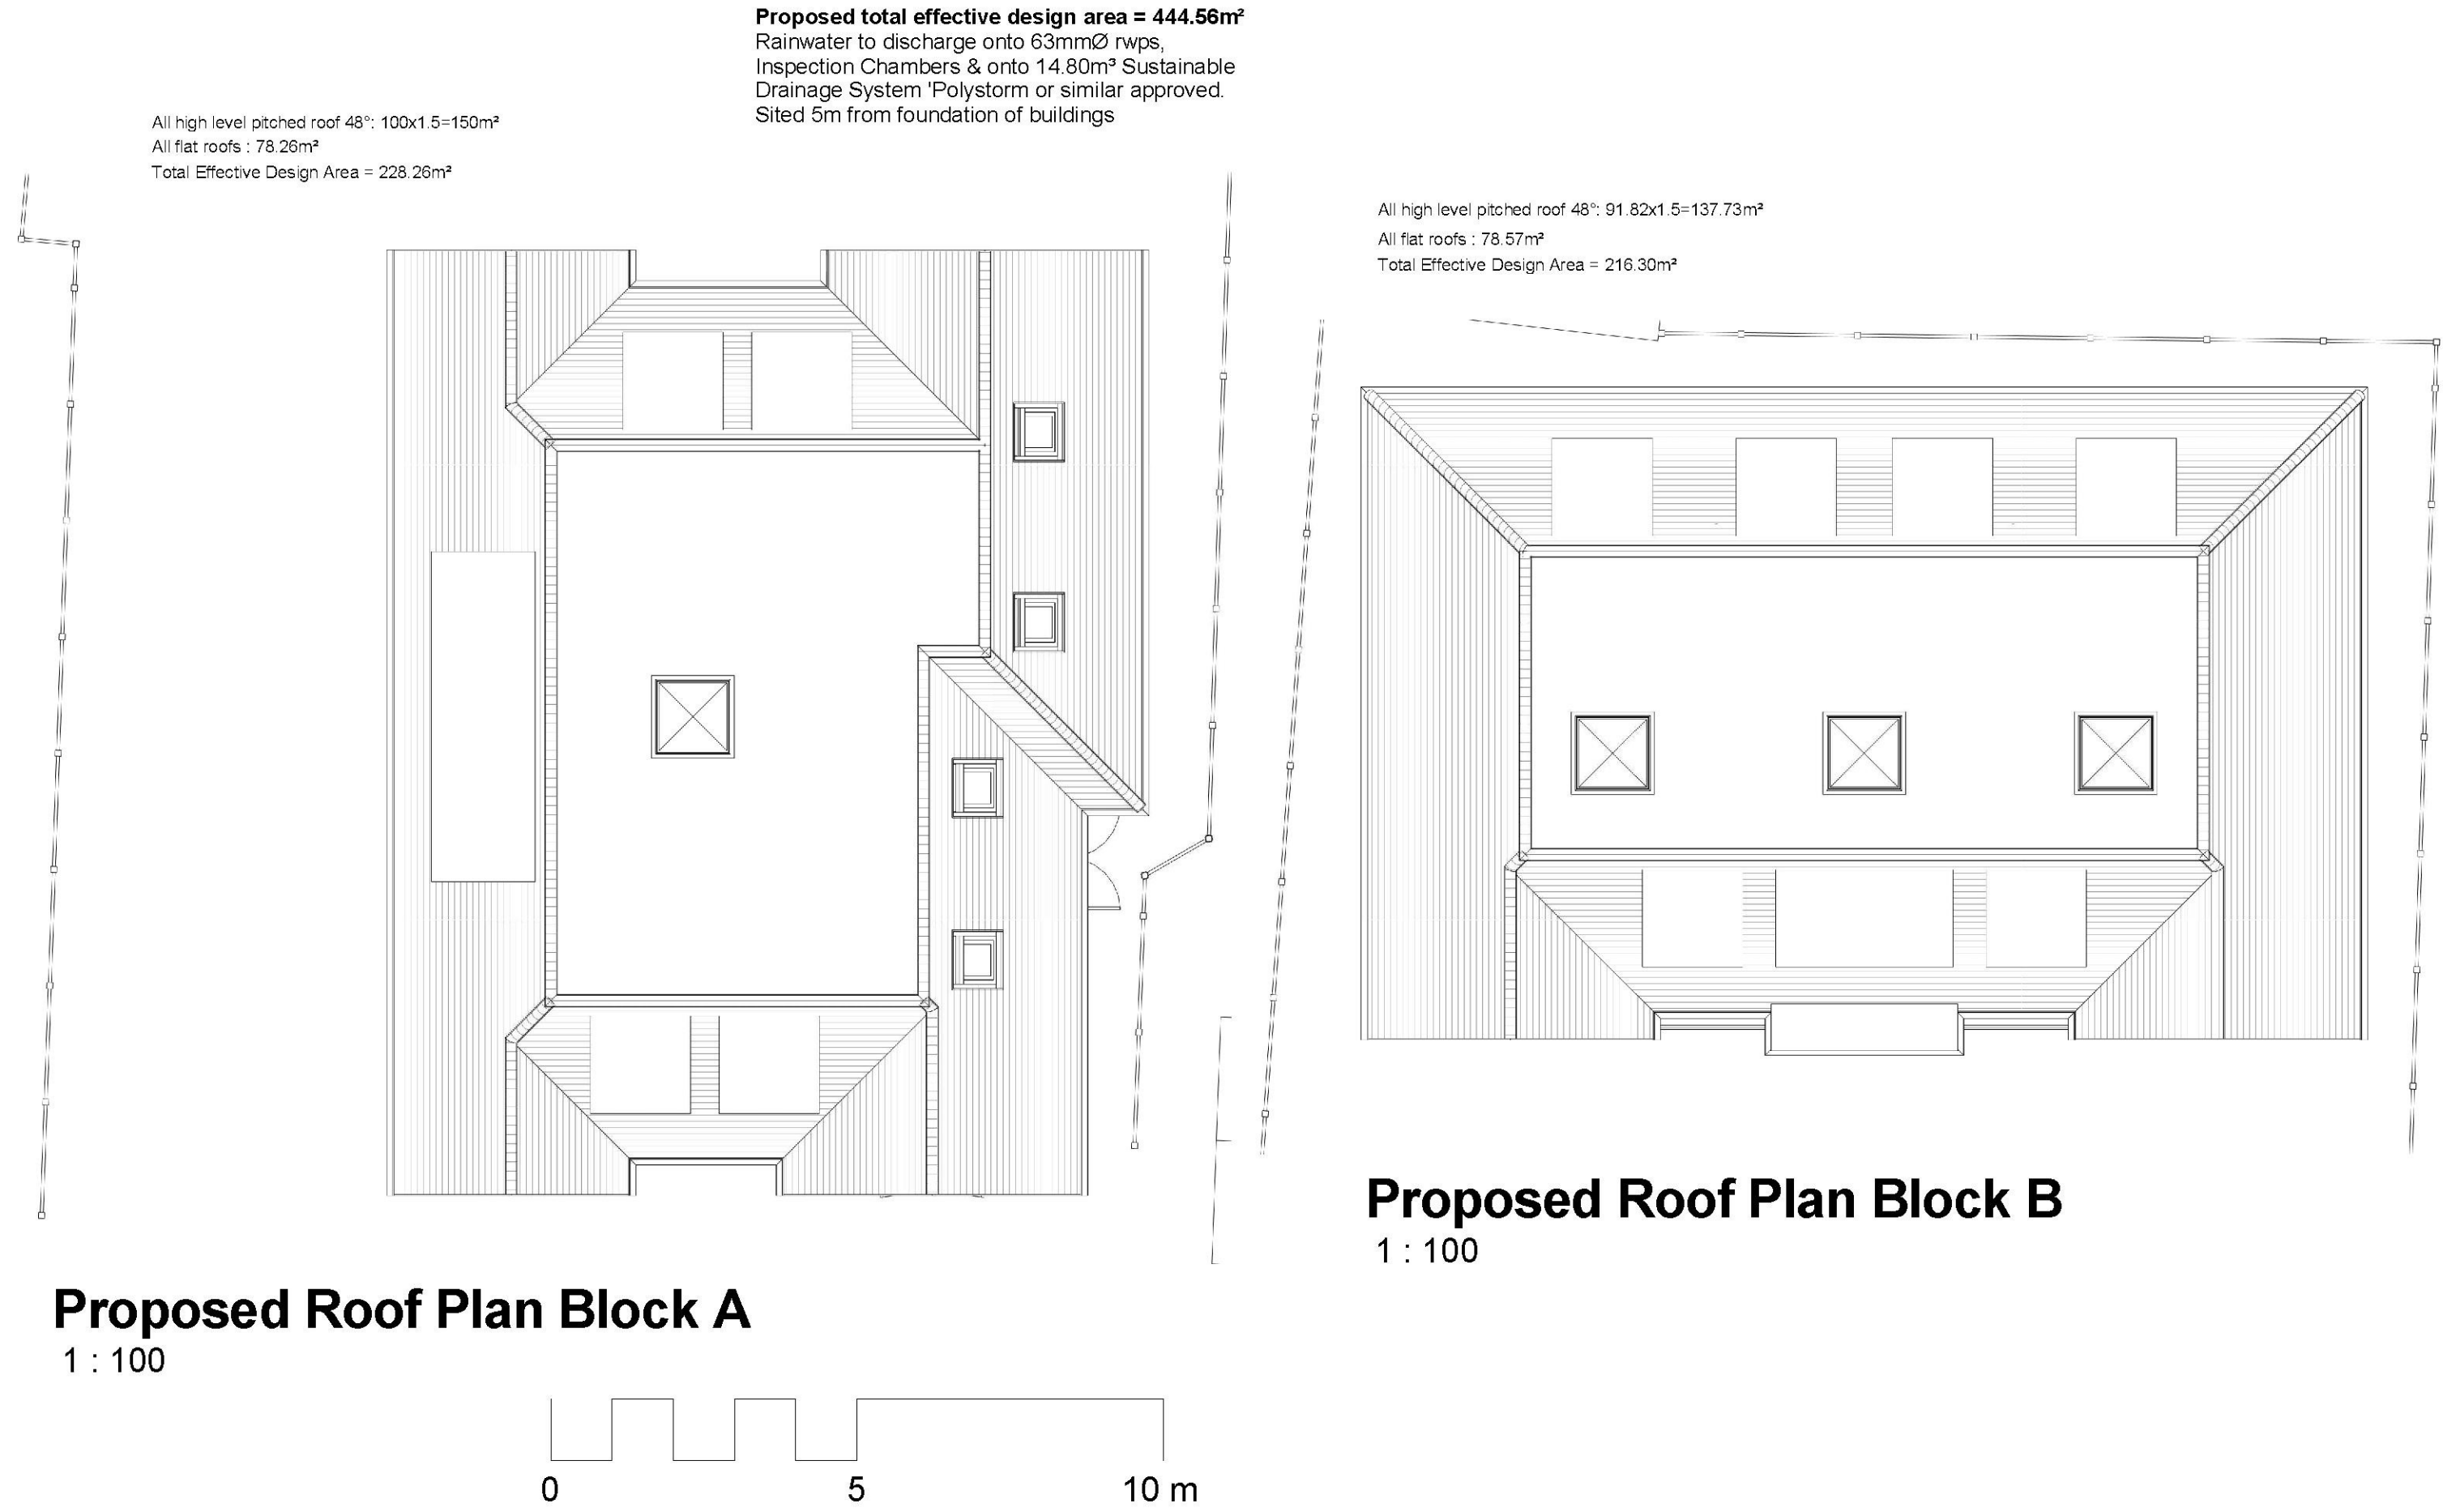 Proposed total effective design area = 444.56m²
Rainwater to discharge onto 63mmØ rwps,
Inspection Chambers & onto 14.80m³ Sustainable
Drainage System 'Polystorm or similar approved.
Sited 5m from foundation of buildings
All high level pitched roof 48°: 100x1.5=150m²
All flat roofs : 78.26m²
Total Effective Design Area = 228.26m²
All high level pitched roof 48°: 91.82x1.5=137.73m²
All flat roofs : 78.57m²
Total Effective Design Area = 216.30m²
Proposed Roof Plan Block B
1 : 100
Proposed Roof Plan Block A
1 : 100
0 5 10 m